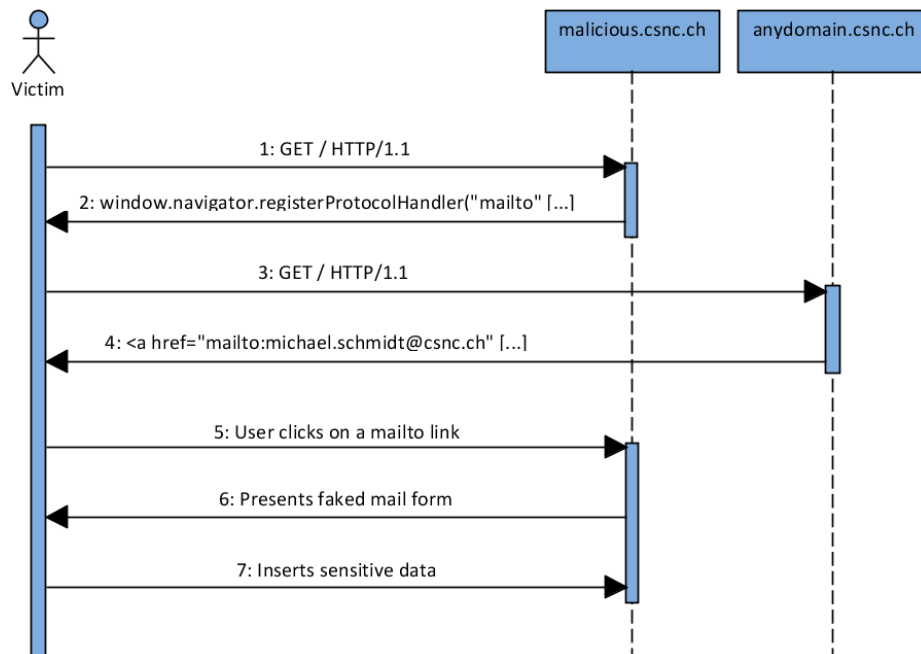 malicious.csnc.ch
anydomain.csnc.ch
Victim
1: GET / HTTP/1.1
2: window.navigator.registerProtocolHandler("mailto" [...]
3: GET / HTTP/1.1
4: <a href="mailto:michael.schmidt@csnc.ch" [...]
5: User clicks on a mailto link
6: Presents faked mail form
7: Inserts sensitive data